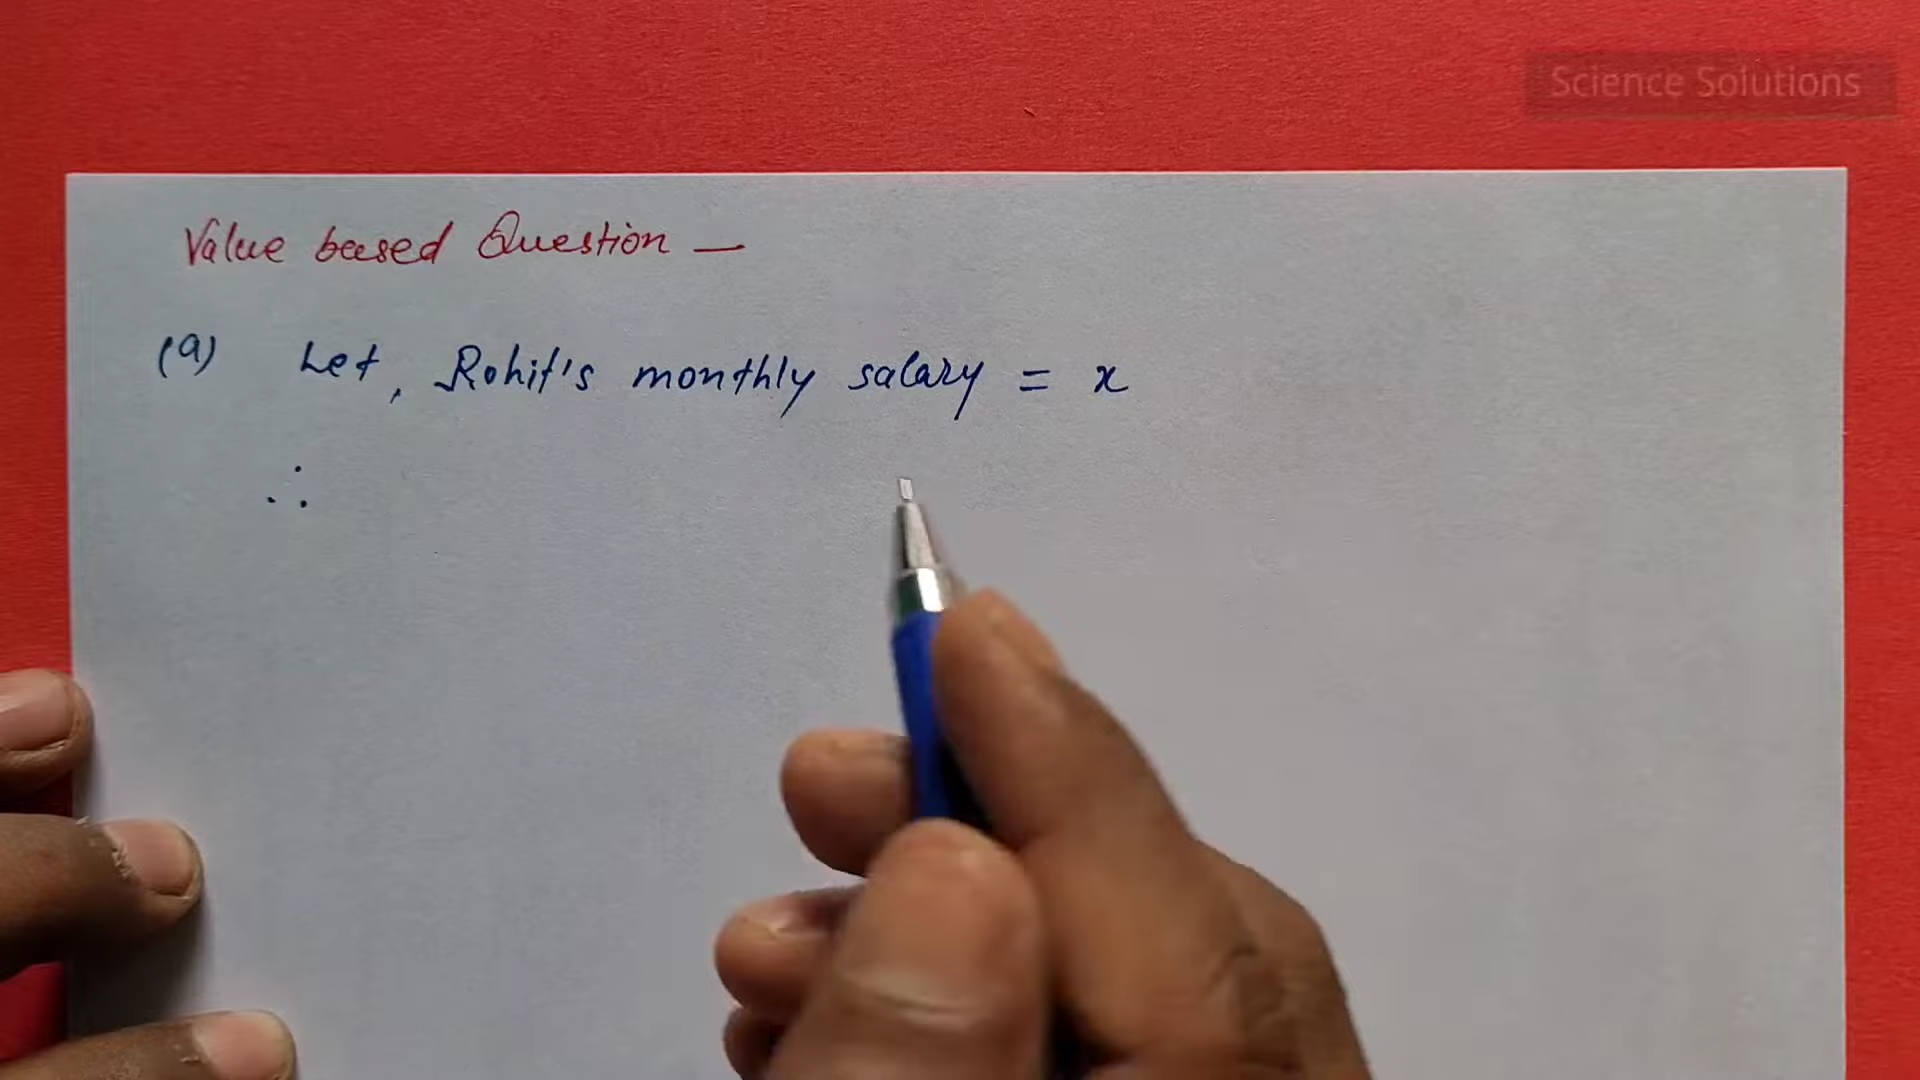 Science Solutions
Value based Question —
(a) Let, Rohit's monthly salary = x
∴